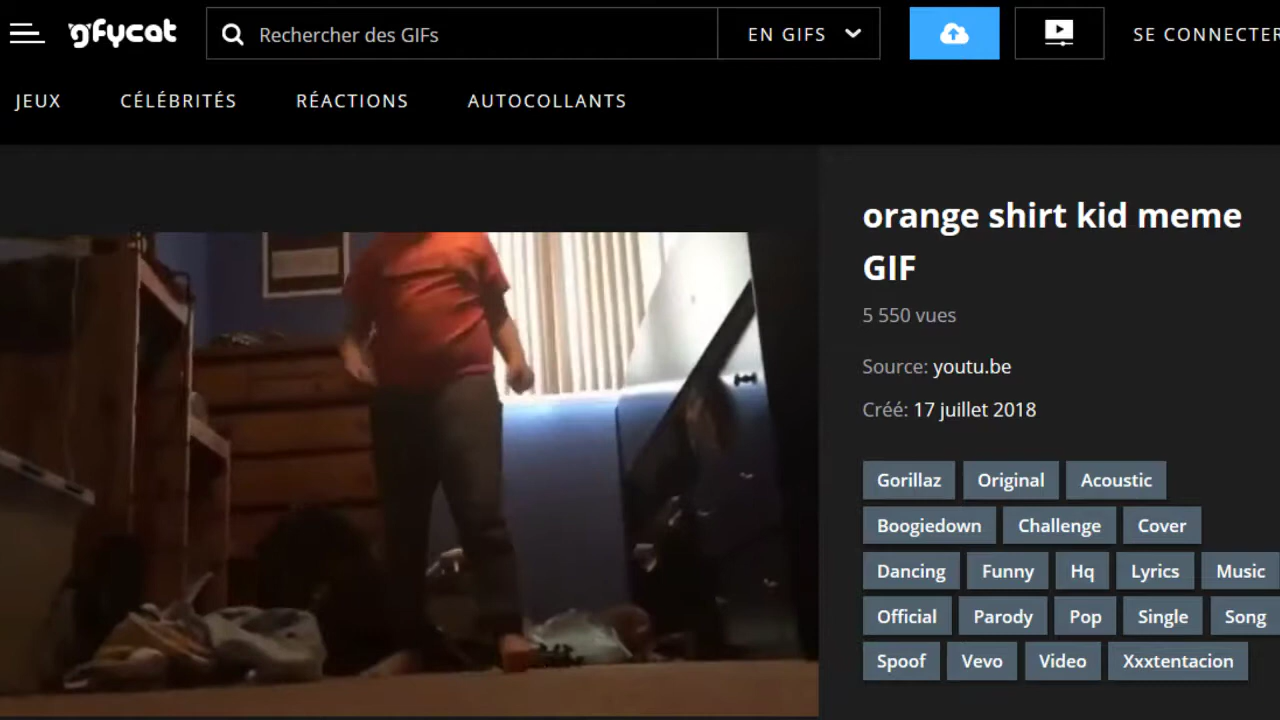 gfycat Rechercher des GIFs EN GIFS SE CONNECTER
JEUX CÉLÉBRITÉS RÉACTIONS AUTOCOLLANTS
orange shirt kid meme
GIF
5 550 vues
Source: youtu.be
Créé: 17 juillet 2018
Gorillaz Original Acoustic
Boogiedown Challenge Cover
Dancing Funny Hq Lyrics Music
Official Parody Pop Single Song
Spoof Vevo Video Xxxtentacion